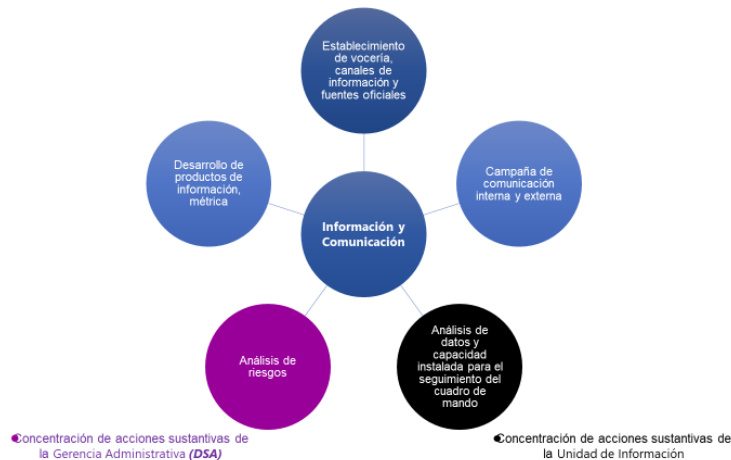 Establecimiento
de vocería,
canales de
información y
fuentes oficiales
Desarrollo de
productos de
información,
métrica
Campaña de
comunicación
interna y externa
Información y
Comunicación
Análisis de
riesgos
Análisis de
datos y
capacidad
instalada para el
seguimiento del
cuadro de
mando
Concentración de acciones sustantivas de
la Gerencia Administrativa (DSA)
Concentración de acciones sustantivas de
la Unidad de Información